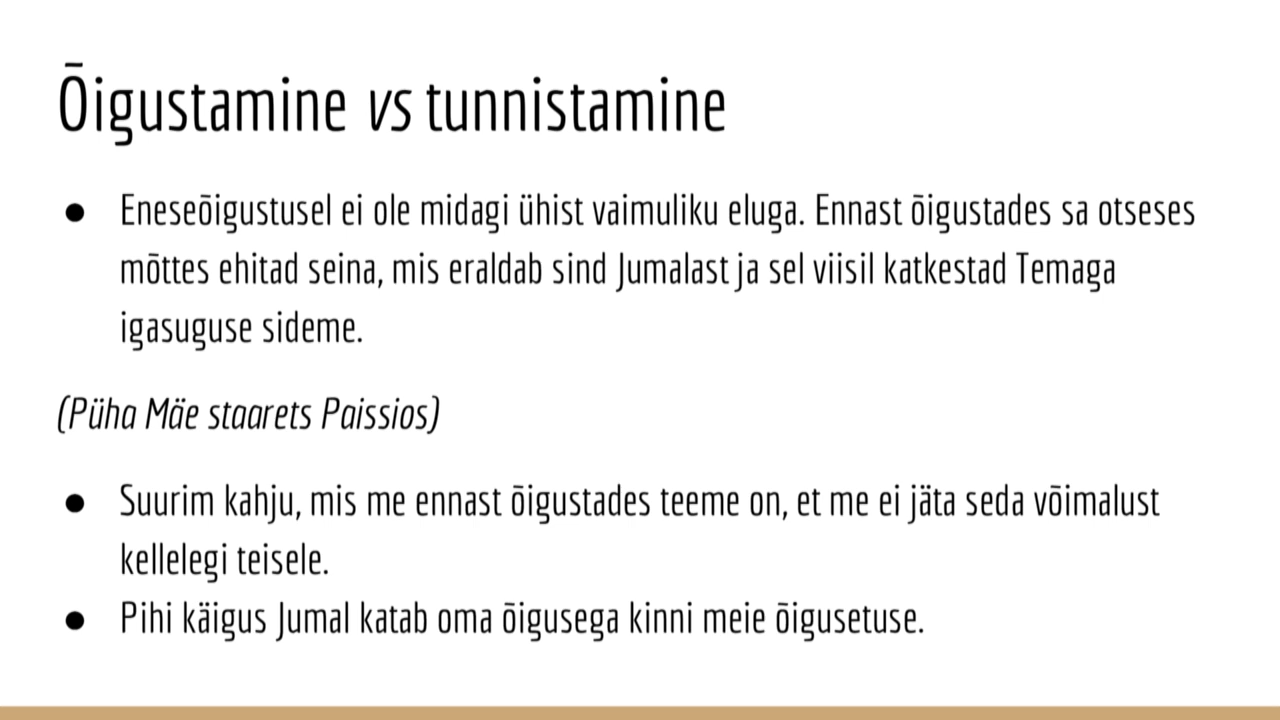 Õigustamine vs tunnistamine
● Eneseõigustusel ei ole midagi ühist vaimuliku eluga. Ennast õigustades sa otseses
mõttes ehitad seina, mis eraldab sind Jumalast ja sel viisil katkestad Temaga
igasuguse sideme.
(Püha Mäe staarets Paissios)
● Suurim kahju, mis me ennast õigustades teeme on, et me ei jäta seda võimalust
kellelegi teisele.
● Pihi käigus Jumal katab oma õigusega kinni meie õigusetuse.